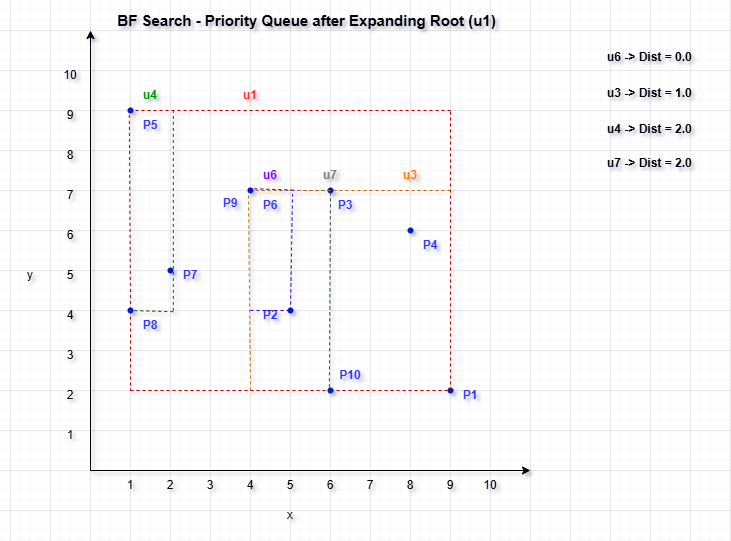 BF Search - Priority Queue after Expanding Root (u1)
u6 -> Dist = 0.0
u3 -> Dist = 1.0
u4 -> Dist = 2.0
u7 -> Dist = 2.0
10
9
8
7
6
5
4
3
2
1
y
u4
u1
P5
u6
u7
u3
P9
P6
P3
P4
P7
P8
P2
P10
P1
1 2 3 4 5 6 7 8 9 10
x